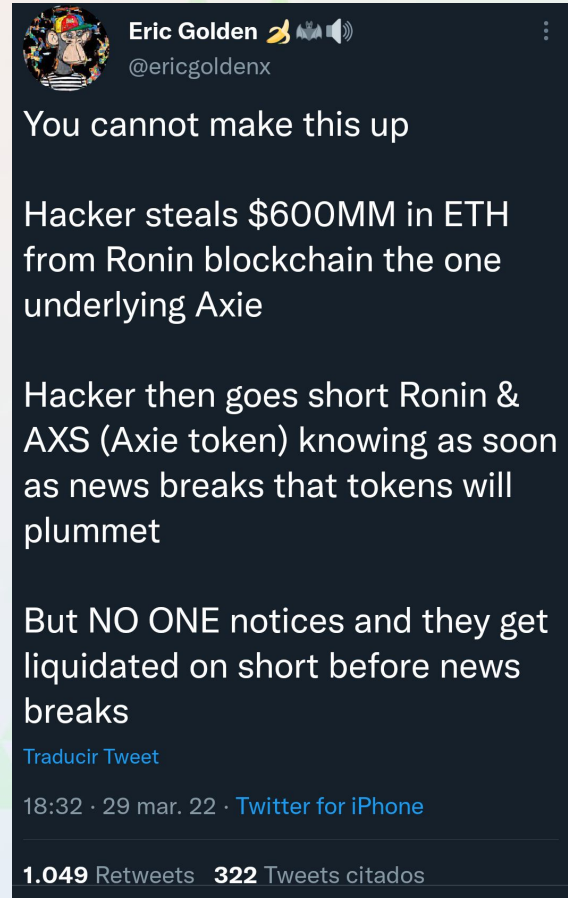 Eric Golden 🍌🦇🔊
@ericgoldenx
You cannot make this up
Hacker steals $600MM in ETH
from Ronin blockchain the one
underlying Axie
Hacker then goes short Ronin &
AXS (Axie token) knowing as soon
as news breaks that tokens will
plummet
But NO ONE notices and they get
liquidated on short before news
breaks
Traducir Tweet
18:32 · 29 mar. 22 · Twitter for iPhone
1.049 Retweets 322 Tweets citados